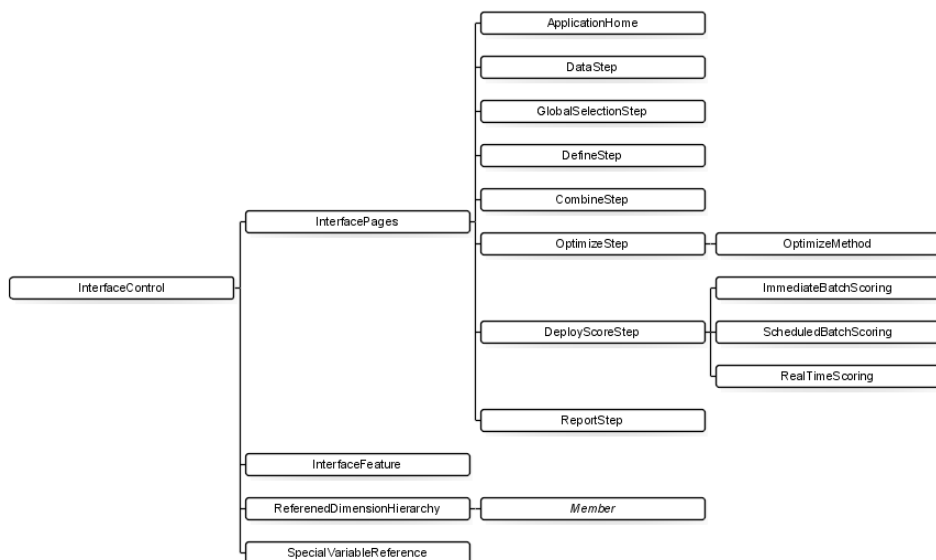 ApplicationHome
DataStep
GlobalSelectionStep
DefineStep
CombineStep
InterfacePages
OptimizeStep
OptimizeMethod
InterfaceControl
ImmediateBatchScoring
DeployScoreStep
ScheduledBatchScoring
RealTimeScoring
ReportStep
InterfaceFeature
ReferenedDimensionHierarchy
Member
SpecialVariableReference